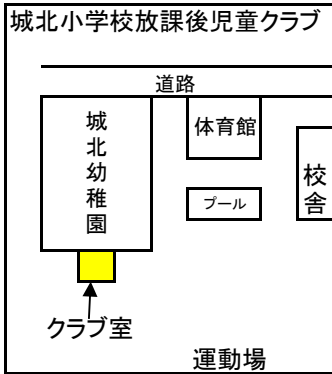 城北小学校放課後児童クラブ
道路
城北幼稚園
体育館
校舎
プール
クラブ室
運動場